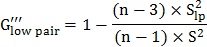 G′′′low pair = 1 − (n − 3) × S²lp / (n − 1) × S²